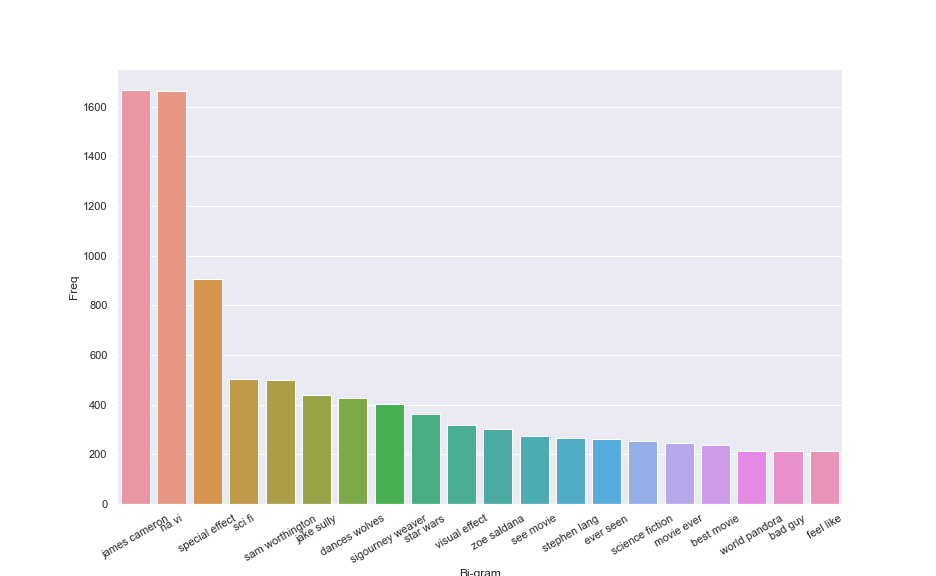 1600
1400
1200
1000
800
600
400
200
0
Freq
james cameron
na vi
special effect
sci fi
sam worthington
jake sully
dances wolves
sigourney weaver
star wars
visual effect
zoe saldana
see movie
stephen lang
ever seen
science fiction
movie ever
best movie
world pandora
bad guy
feel like
Bi-gram